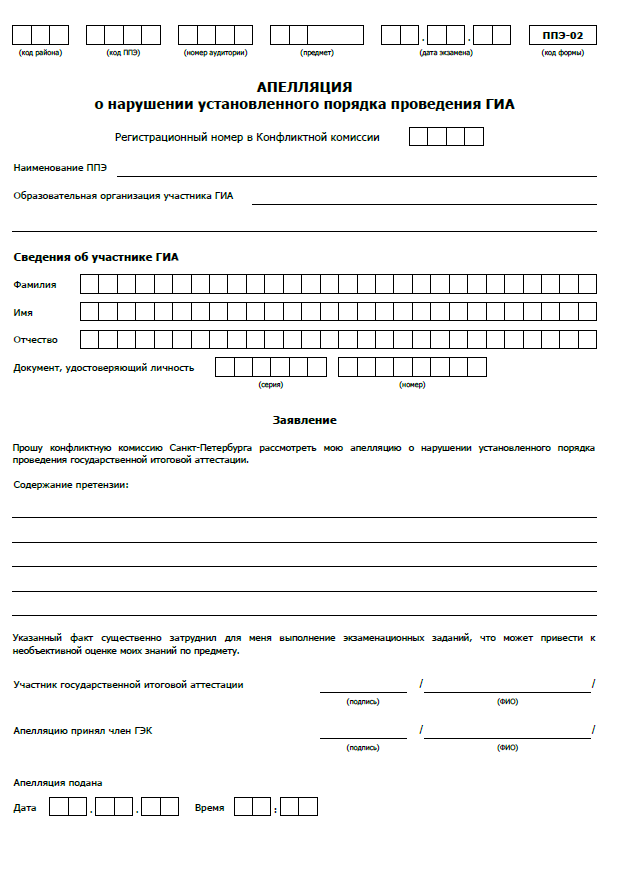 ППЭ-02
(код района) (код ППЭ) (номер аудитории) (предмет) (дата экзамена) (код формы)
АПЕЛЛЯЦИЯ
о нарушении установленного порядка проведения ГИА
Регистрационный номер в Конфликтной комиссии
Наименование ППЭ
Образовательная организация участника ГИА
Сведения об участнике ГИА
Фамилия
Имя
Отчество
Документ, удостоверяющий личность
(серия) (номер)
Заявление
Прошу конфликтную комиссию Санкт-Петербурга рассмотреть мою апелляцию о нарушении установленного порядка
проведения государственной итоговой аттестации.
Содержание претензии:
Указанный факт существенно затруднил для меня выполнение экзаменационных заданий, что может привести к
необъективной оценке моих знаний по предмету.
Участник государственной итоговой аттестации / /
(подпись) (ФИО)
Апелляцию принял член ГЭК / /
(подпись) (ФИО)
Апелляция подана
Дата . . Время :